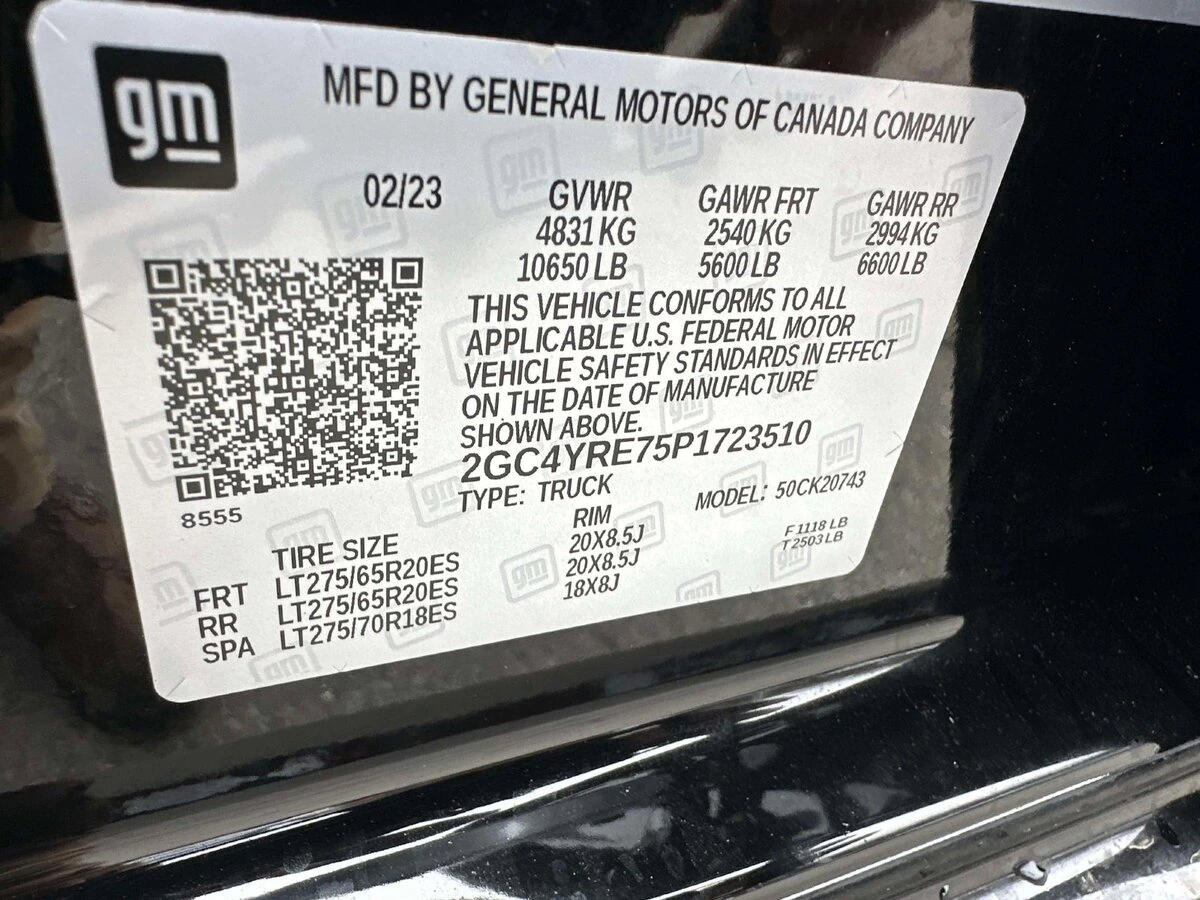 gm
MFD BY GENERAL MOTORS OF CANADA COMPANY
02/23 GVWR GAWR FRT GAWR RR
4831 KG 2540 KG 2994 KG
10650 LB 5600 LB 6600 LB
THIS VEHICLE CONFORMS TO ALL
APPLICABLE U.S. FEDERAL MOTOR
VEHICLE SAFETY STANDARDS IN EFFECT
ON THE DATE OF MANUFACTURE
SHOWN ABOVE.
2GC4YRE75P1723510
TYPE: TRUCK MODEL: 50CK20743
8555
TIRE SIZE RIM
FRT LT275/65R20ES 20X8.5J
RR LT275/65R20ES 20X8.5J
SPA LT275/70R18ES 18X8J
F 1118 LB
T 2503 LB